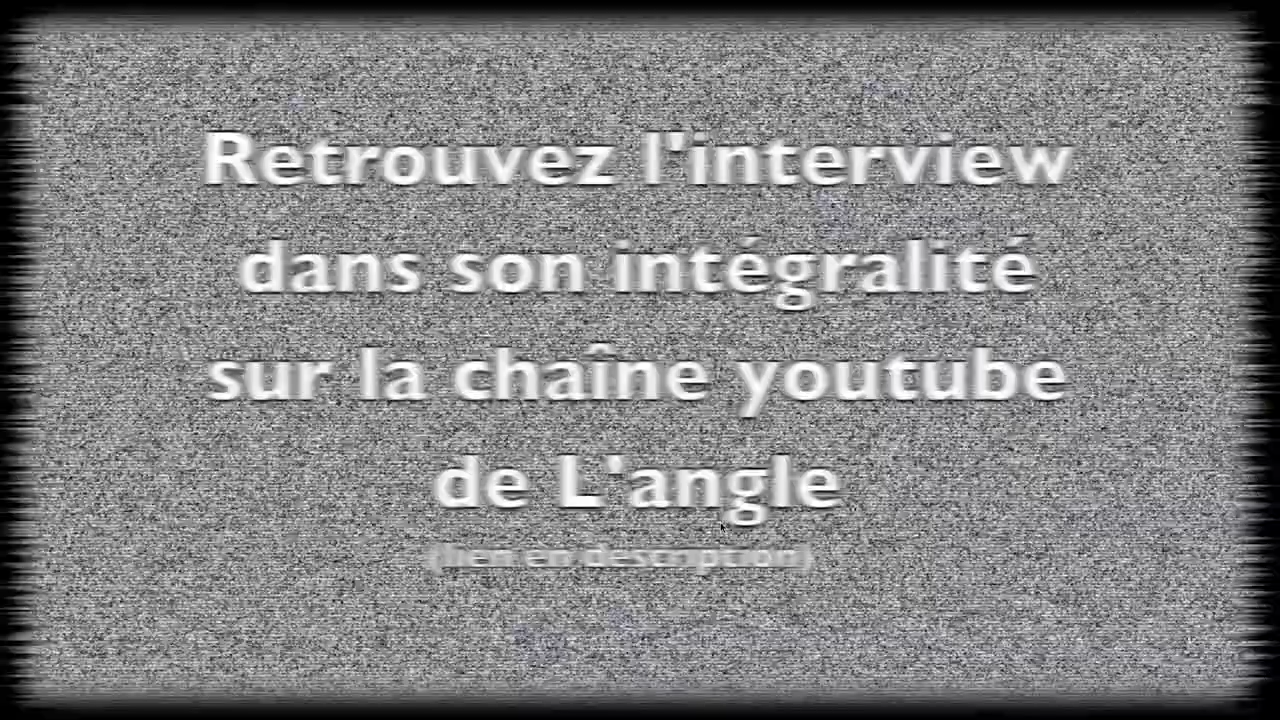 Retrouvez l'interview
dans son intégralité
sur la chaîne youtube
de L'angle
(lien en description)